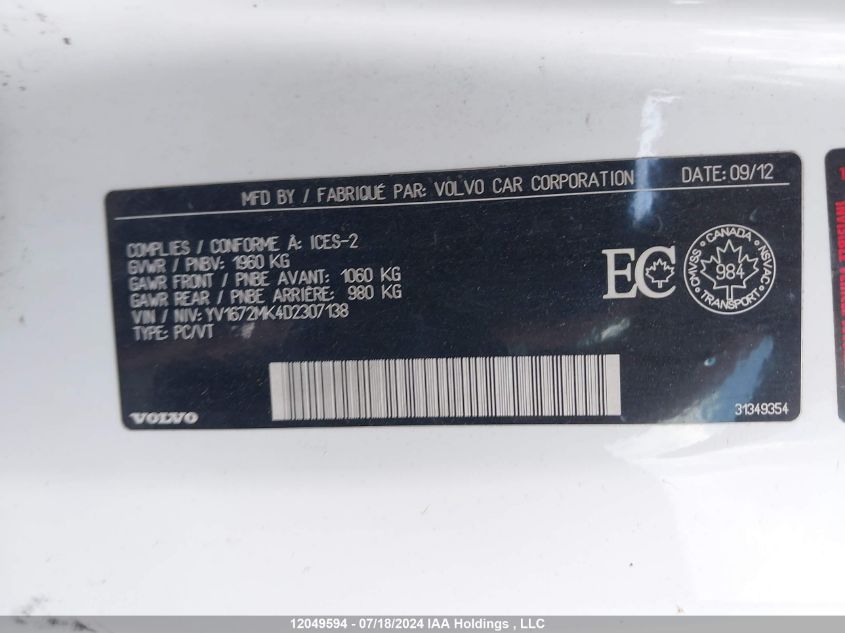 MFD BY / FABRIQUÉ PAR: VOLVO CAR CORPORATION DATE: 09/12
COMPLIES / CONFORME À: ICES-2
GVWR / PNBV: 1960 KG
GAWR FRONT / PNBE AVANT: 1060 KG
GAWR REAR / PNBE ARRIÈRE: 980 KG
VIN / NIV: YV1672MK4D2307138
TYPE: PC/VT
EC
CANADA
NSVAC
TRANSPORT
CMVSS
984
VOLVO
31349354
12049594 - 07/18/2024 IAA Holdings , LLC